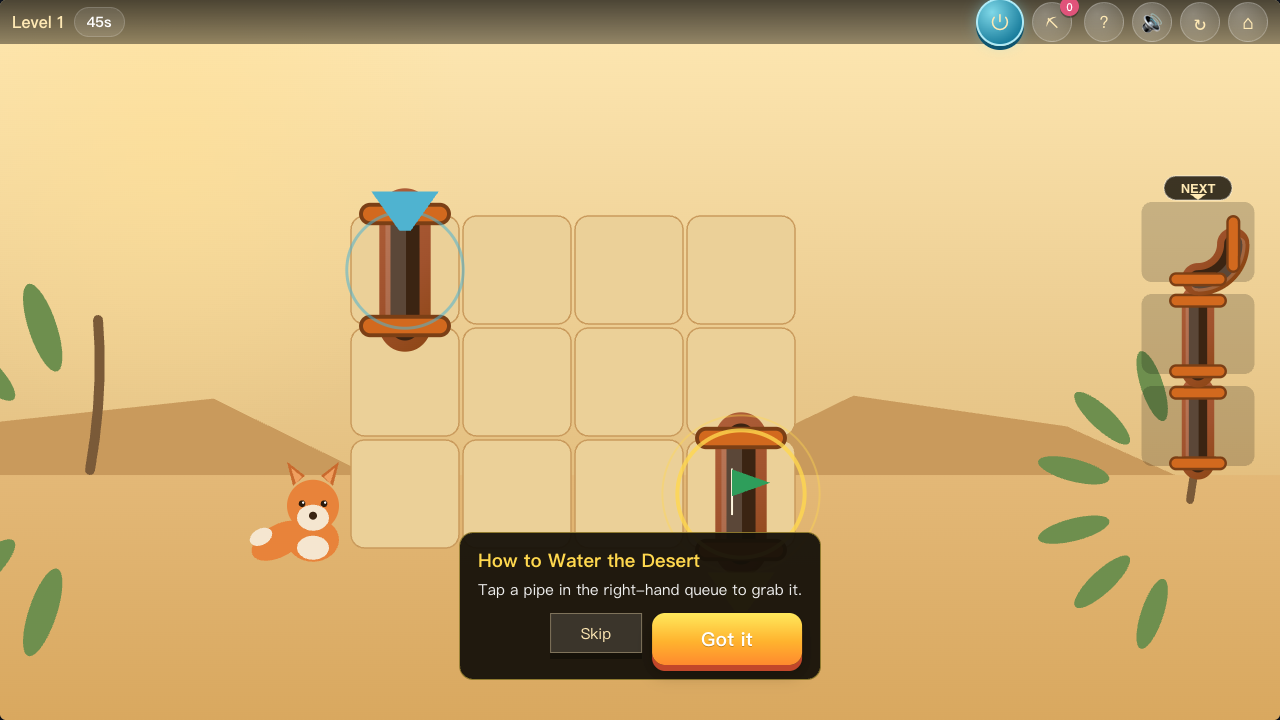 Level 1
45s
0
?
NEXT
How to Water the Desert
Tap a pipe in the right-hand queue to grab it.
Skip
Got it